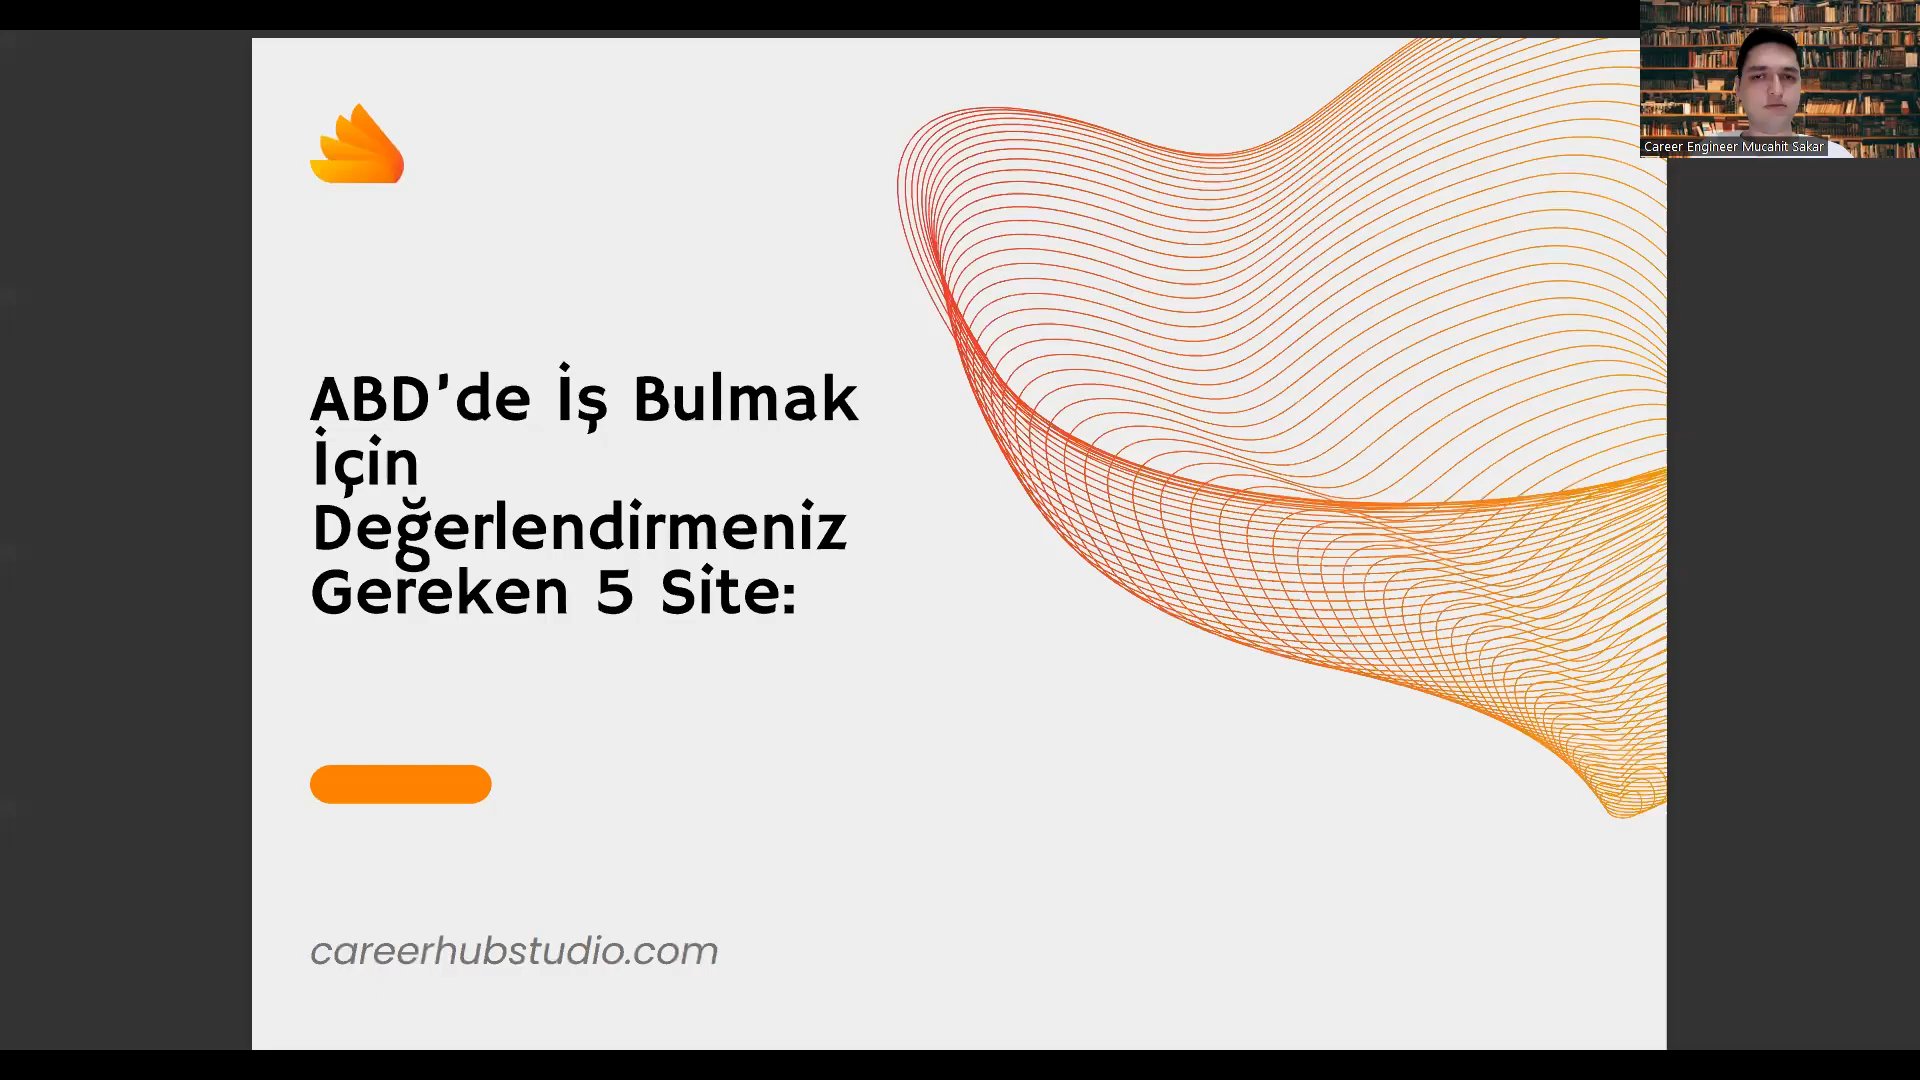 Career Engineer Mucahit Sakar
ABD'de İş Bulmak
İçin
Değerlendirmeniz
Gereken 5 Site:
careerhubstudio.com